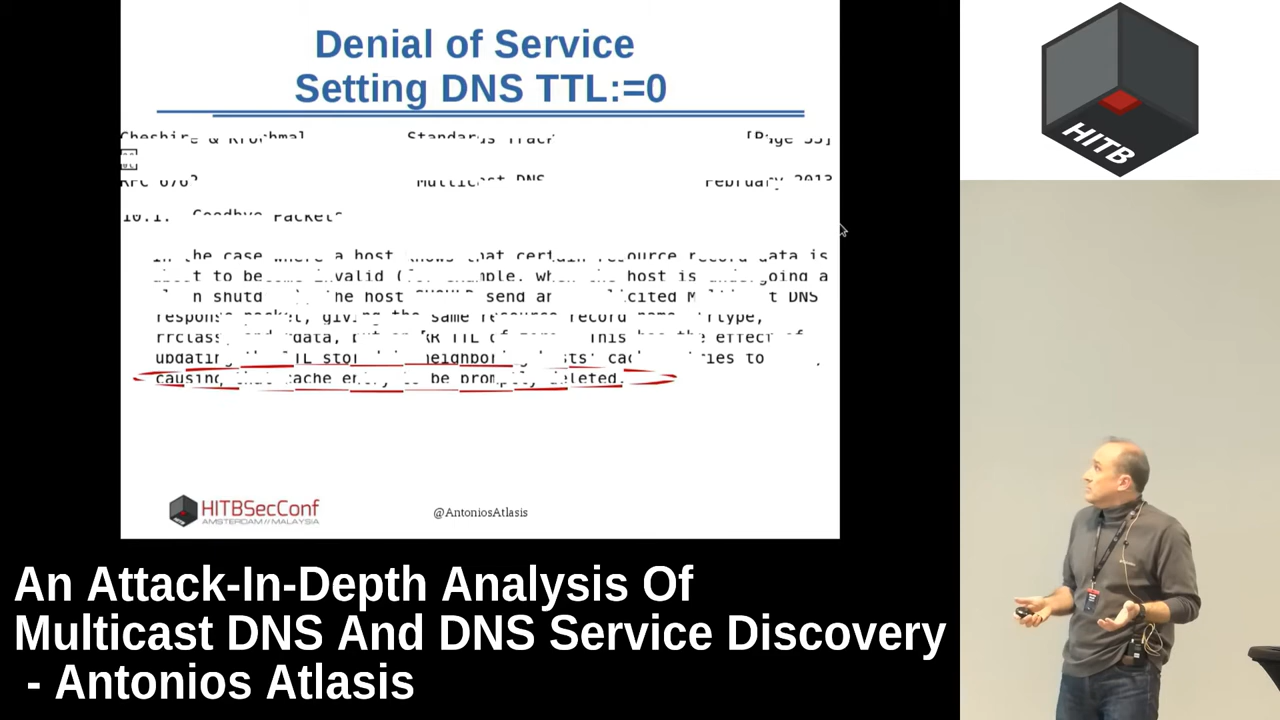 Denial of Service
Setting DNS TTL:=0
Cheshire & Krochmal Standards Track [Page 33]
RFC 6762 Multicast DNS February 2013
10.1. Goodbye Packets
In the case where a host knows that certain resource record data is
about to become invalid (for example, when the host is undergoing a
clean shutdown), the host SHOULD send an unsolicited Multicast DNS
response packet, giving the same resource record name, rrtype,
rrclass, and rdata, but an RR TTL of zero. This has the effect of
updating the TTL stored in neighboring hosts' cache entries to
causing that cache entry to be promptly deleted.
HITBSecConf
AMSTERDAM // MALAYSIA
@AntoniosAtlasis
HITB
HITB
An Attack-In-Depth Analysis Of
Multicast DNS And DNS Service Discovery
- Antonios Atlasis